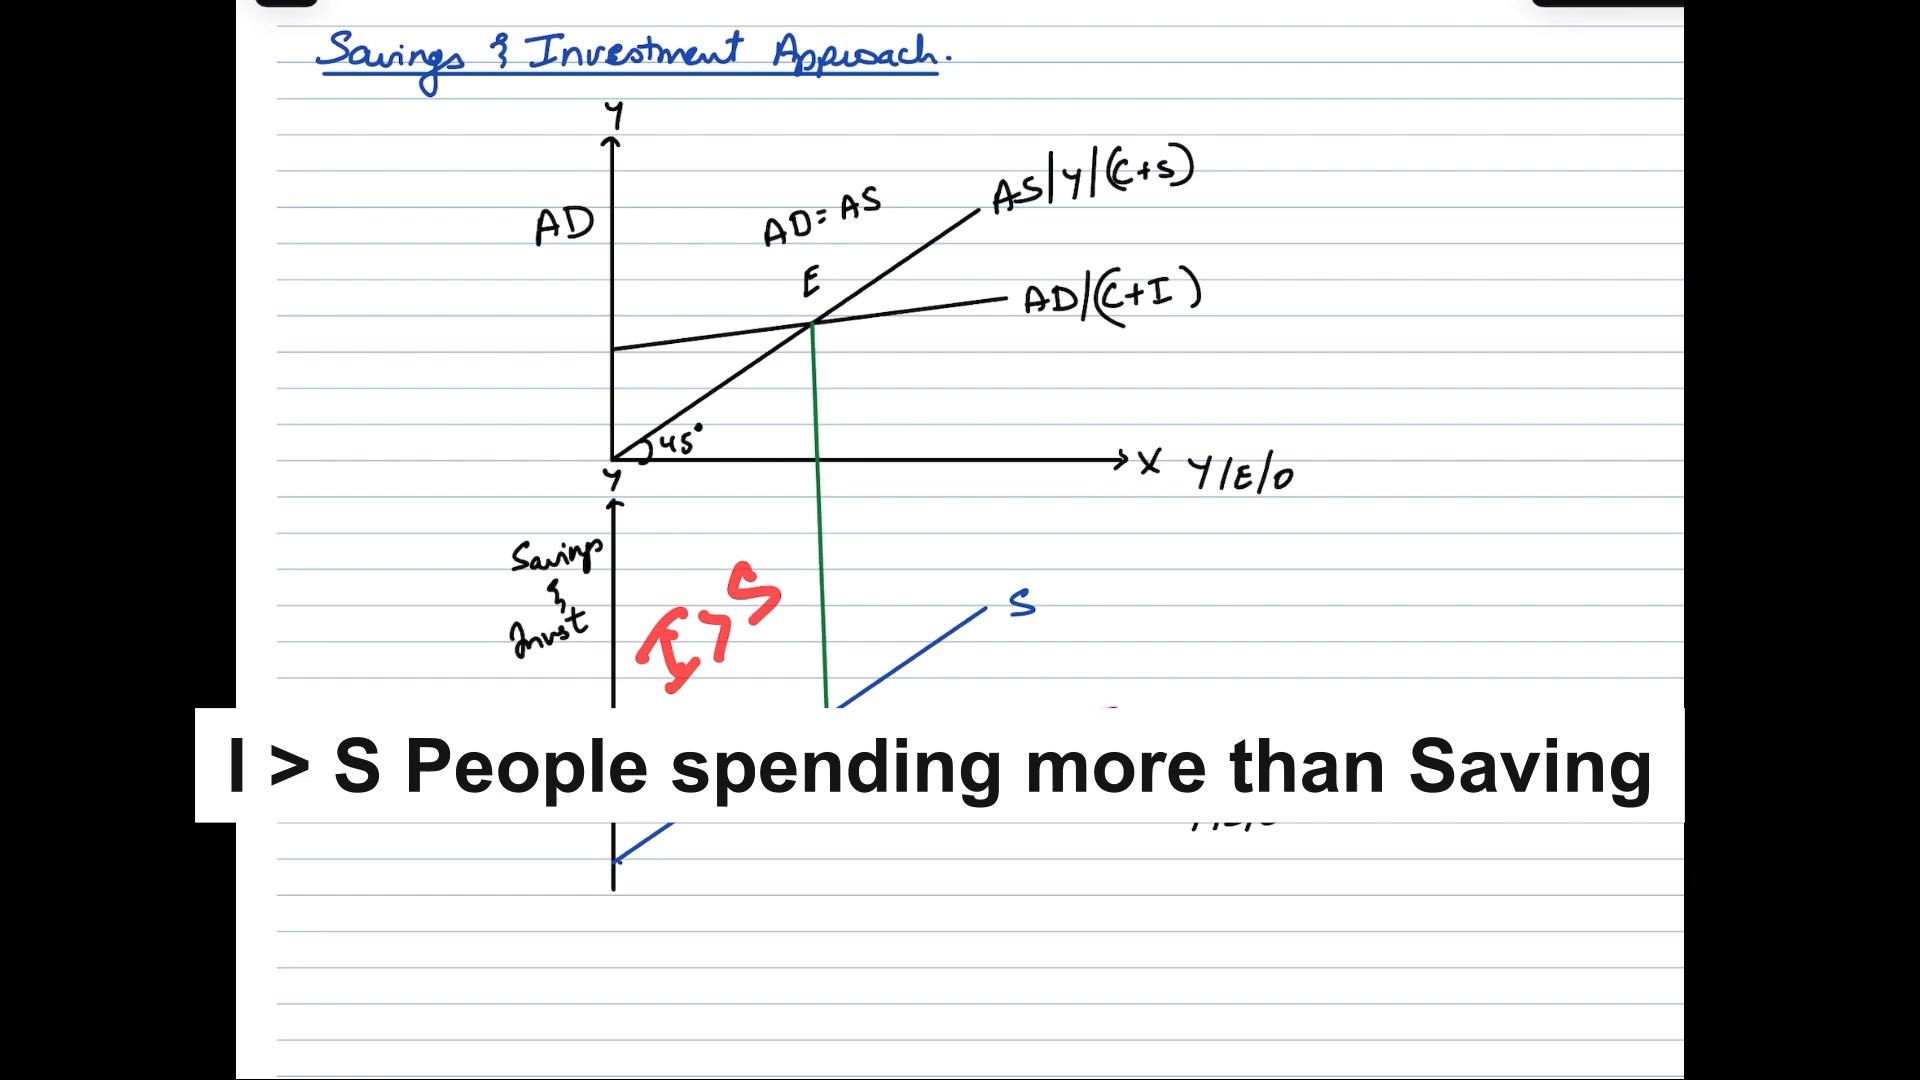 Savings & Investment Approach.
Y
AD
AD = AS
AS/Y/(C+S)
E
AD/(C+I)
45°
X Y/E/O
Y
Savings
&
Invst
I > S
S
I > S People spending more than Saving